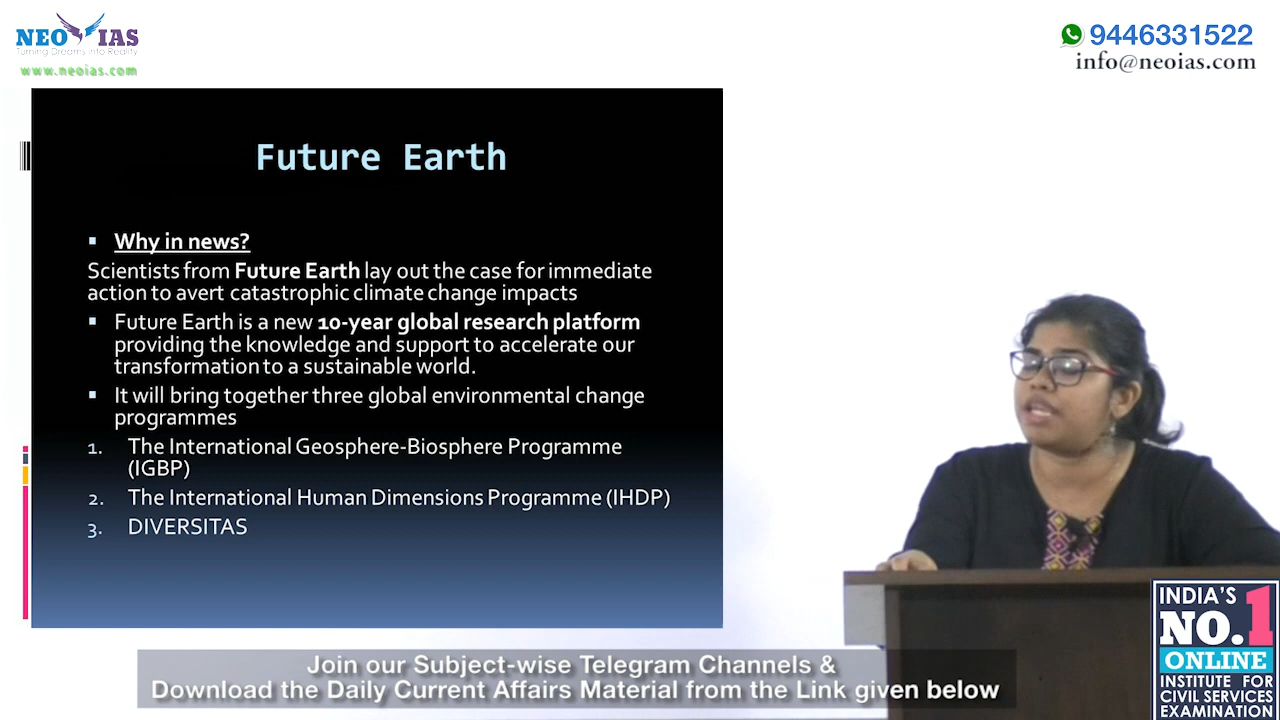 NEO IAS
Turning Dreams into Reality
www.neoias.com
9446331522
info@neoias.com
Future Earth
▪ Why in news?
Scientists from Future Earth lay out the case for immediate
action to avert catastrophic climate change impacts
▪ Future Earth is a new 10-year global research platform
providing the knowledge and support to accelerate our
transformation to a sustainable world.
▪ It will bring together three global environmental change
programmes
1. The International Geosphere-Biosphere Programme
(IGBP)
2. The International Human Dimensions Programme (IHDP)
3. DIVERSITAS
INDIA'S
NO.1
ONLINE
INSTITUTE FOR
CIVIL SERVICES
EXAMINATION
Join our Subject-wise Telegram Channels &
Download the Daily Current Affairs Material from the Link given below